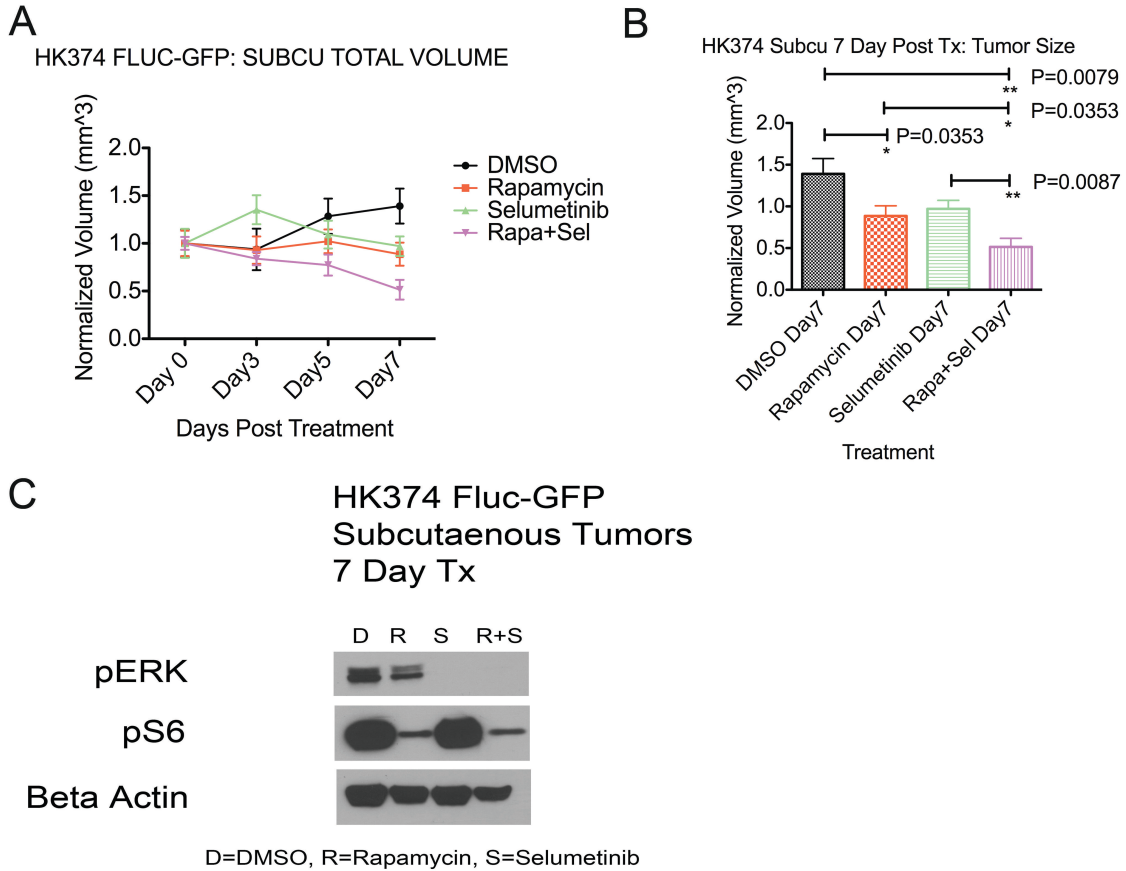 A
HK374 FLUC-GFP: SUBCU TOTAL VOLUME
Normalized Volume (mm^3)
2.0
1.5
1.0
0.5
0.0
Day 0
Day3
Day5
Day7
Days Post Treatment
DMSO
Rapamycin
Selumetinib
Rapa+Sel
B
HK374 Subcu 7 Day Post Tx: Tumor Size
P=0.0079
**
P=0.0353
*
P=0.0353
*
P=0.0087
**
Normalized Volume (mm^3)
2.0
1.5
1.0
0.5
0.0
DMSO Day7
Rapamycin Day7
Selumetinib Day7
Rapa+Sel Day7
Treatment
C
HK374 Fluc-GFP
Subcutaenous Tumors
7 Day Tx
D R S R+S
pERK
pS6
Beta Actin
D=DMSO, R=Rapamycin, S=Selumetinib